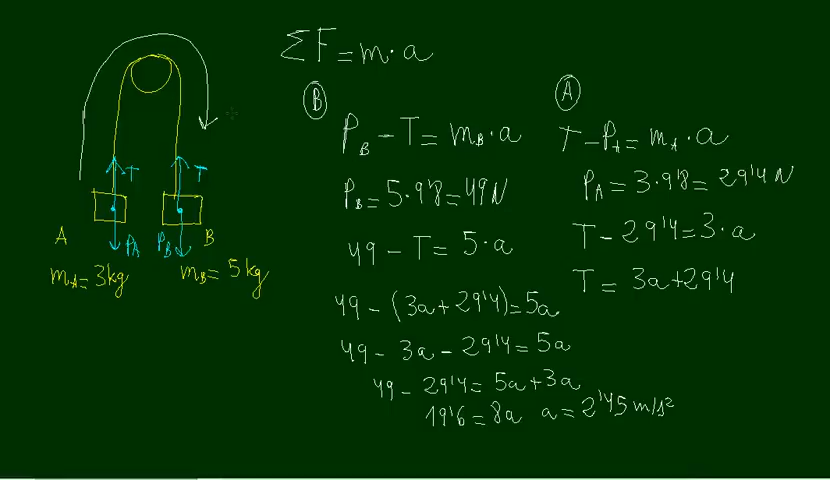 ΣF = m · a
T
T
A
P_A
P_B
B
m_A = 3 kg
m_B = 5 kg
B
P_B - T = m_B · a
P_B = 5 · 9'8 = 49 N
49 - T = 5 · a
49 - (3a + 29'4) = 5a
49 - 3a - 29'4 = 5a
49 - 29'4 = 5a + 3a
19'6 = 8a a = 2'45 m/s²
A
T - P_A = m_A · a
P_A = 3 · 9'8 = 29'4 N
T - 29'4 = 3 · a
T = 3a + 29'4